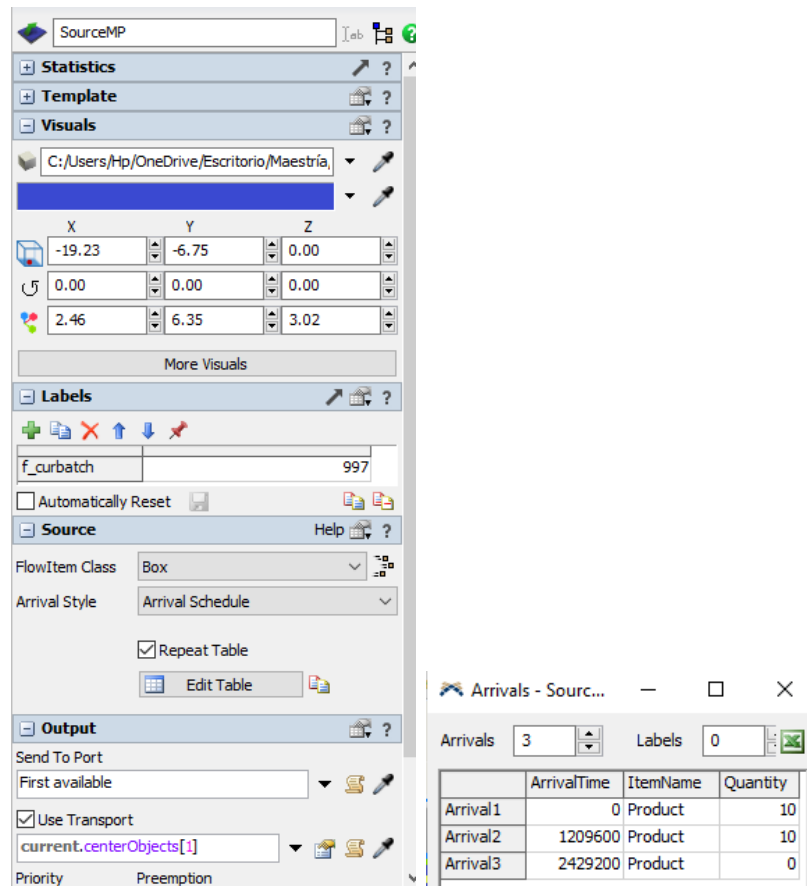 SourceMP
Statistics ?
Template ?
Visuals ?
C:/Users/Hp/OneDrive/Escritorio/Maestría,
X Y Z
-19.23 -6.75 0.00
0.00 0.00 0.00
2.46 6.35 3.02
More Visuals
Labels ?
f_curbatch 997
Automatically Reset
Source Help ?
FlowItem Class Box
Arrival Style Arrival Schedule
Repeat Table
Edit Table
Output ?
Send To Port
First available
Use Transport
current.centerObjects[1]
Priority Preemption
Arrivals - Sourc...
Arrivals 3 Labels 0
ArrivalTime ItemName Quantity
Arrival1 0 Product 10
Arrival2 1209600 Product 10
Arrival3 2429200 Product 0